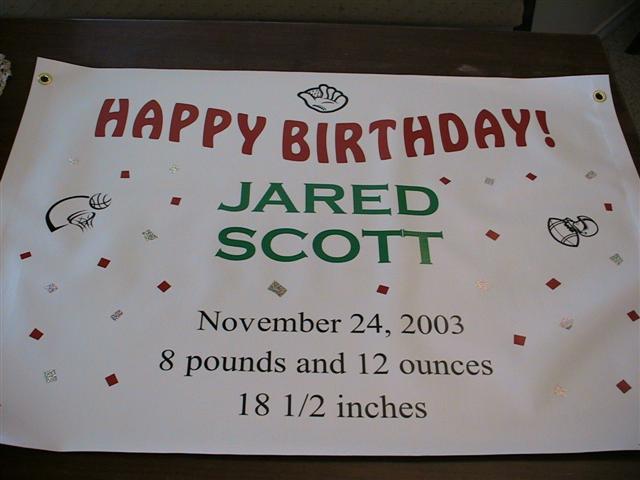 HAPPY BIRTHDAY!
JARED
SCOTT
November 24, 2003
8 pounds and 12 ounces
18 1/2 inches